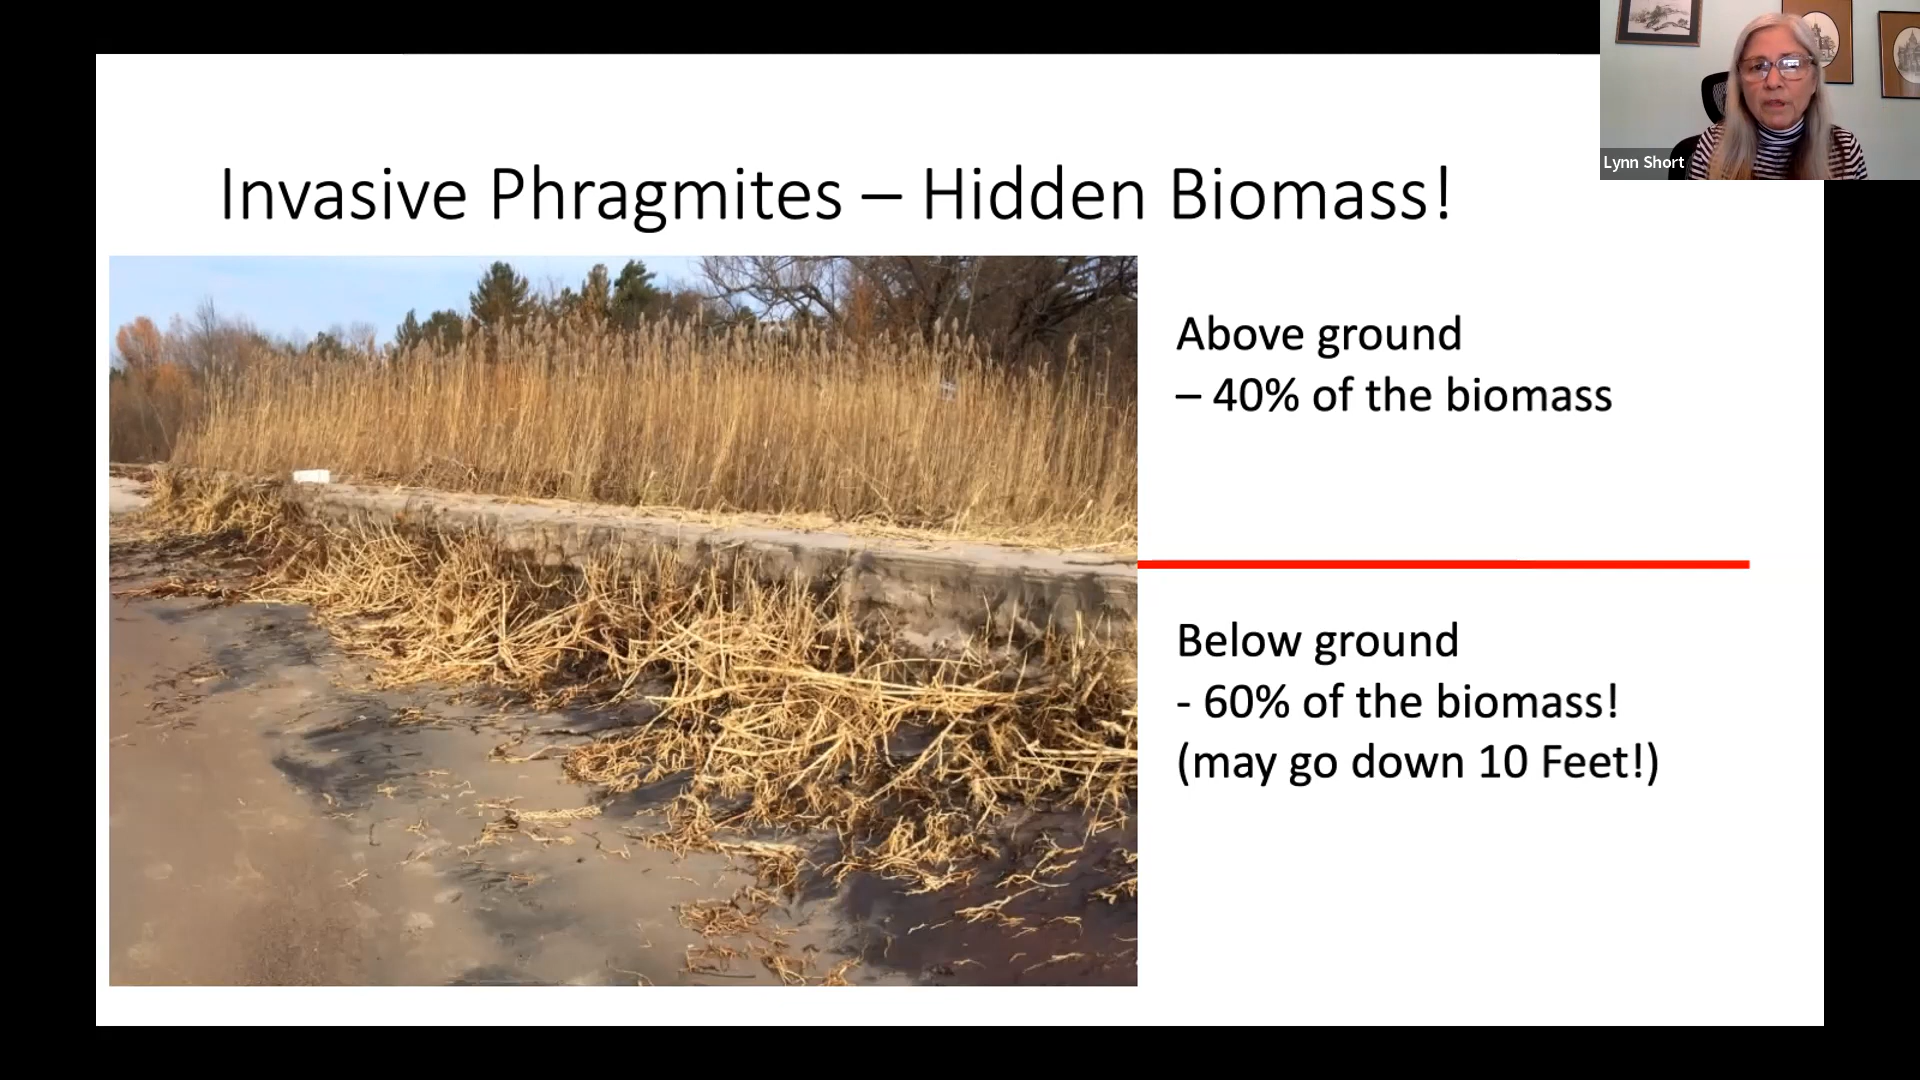 Lynn Short
Invasive Phragmites – Hidden Biomass!
Above ground
– 40% of the biomass
Below ground
- 60% of the biomass!
(may go down 10 Feet!)